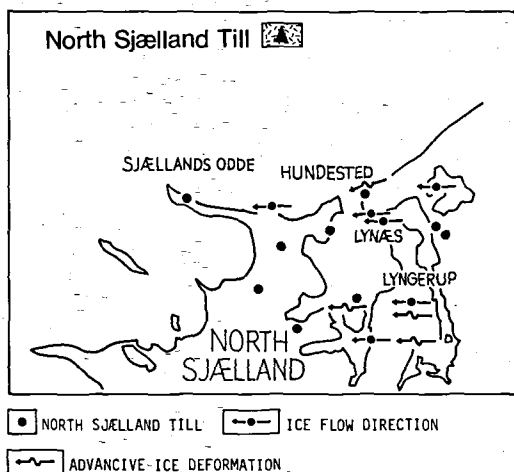 North Sjælland Till
SJÆLLANDS ODDE
HUNDESTED
LYNÆS
LYNGERUP
NORTH
SJÆLLAND
NORTH SJÆLLAND TILL
ICE FLOW DIRECTION
ADVANCIVE-ICE DEFORMATION